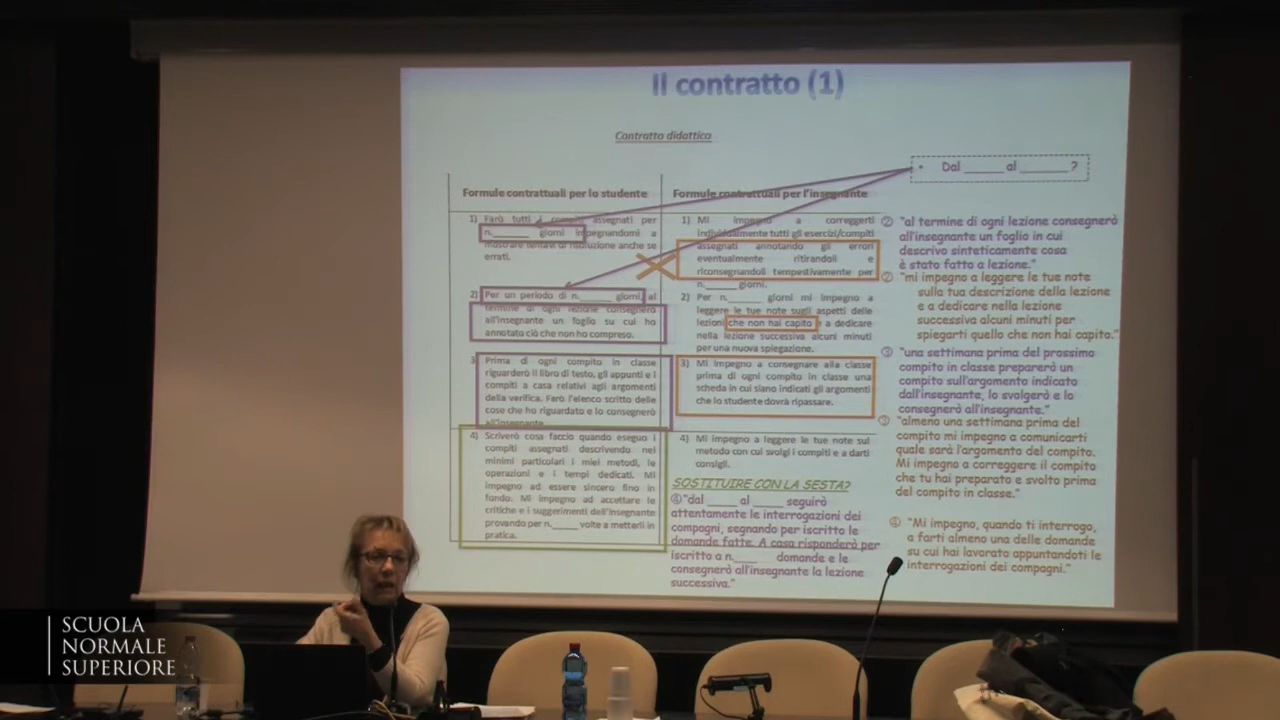 Il contratto (1)
Contratto didattico
Dal ______ al _______ ?
Formule contrattuali per lo studente
1) Farò tutti i compiti assegnati per
n._______ giorni impegnandomi a
mostrare tentativi di risoluzione anche se
errati.
2) Per un periodo di n.______ giorni, al
termine di ogni lezione consegnerò
all'insegnante un foglio su cui ho
annotato ciò che non ho compreso.
3 Prima di ogni compito in classe
riguarderò il libro di testo, gli appunti e i
compiti a casa relativi agli argomenti
della verifica. Farò l'elenco scritto delle
cose che ho riguardato e lo consegnerò
all'insegnante
4) Scriverò cosa faccio quando eseguo i
compiti assegnati descrivendo nei
minimi particolari i miei metodi, le
operazioni e i tempi dedicati. Mi
impegno ad essere sincero fino in
fondo. Mi impegno ad accettare le
critiche e i suggerimenti dell'insegnante
provando per n._____ volte a metterli in
pratica.
Formule contrattuali per l'insegnante
1) Mi impegno a correggerti
individualmente tutti gli esercizi/compiti
assegnati annotando gli errori
eventualmente ritirandoli e
riconsegnandoli tempestivamente per
n._____ giorni.
2) Per n._____ giorni mi impegno a
leggere le tue note sugli aspetti delle
lezioni che non hai capito e a dedicare
nella lezione successiva alcuni minuti
per una nuova spiegazione.
3) Mi impegno a consegnare alla classe
prima di ogni compito in classe una
scheda in cui siano indicati gli argomenti
che lo studente dovrà ripassare.
4) Mi impegno a leggere le tue note sul
metodo con cui svolgi i compiti e a darti
consigli.
SOSTITUIRE CON LA SESTA?
④"dal _____ al _____ seguirò
attentamente le interrogazioni dei
compagni, segnando per iscritto le
domande fatte. A casa risponderò per
iscritto a n.____ domande e le
consegnerò all'insegnante la lezione
successiva."
② "al termine di ogni lezione consegnerò
all'insegnante un foglio in cui
descrivo sinteticamente cosa
è stato fatto a lezione."
② "mi impegno a leggere le tue note
sulla tua descrizione della lezione
e a dedicare nella lezione
successiva alcuni minuti per
spiegarti quello che non hai capito."
③ "una settimana prima del prossimo
compito in classe preparerò un
compito sull'argomento indicato
dall'insegnante, lo svolgerò e lo
consegnerò all'insegnante."
③ "almeno una settimana prima del
compito mi impegno a comunicarti
quale sarà l'argomento del compito.
Mi impegno a correggere il compito
che tu hai preparato e svolto prima
del compito in classe."
④ "Mi impegno, quando ti interrogo,
a farti almeno una delle domande
su cui hai lavorato appuntandoti le
interrogazioni dei compagni."
SCUOLA
NORMALE
SUPERIORE